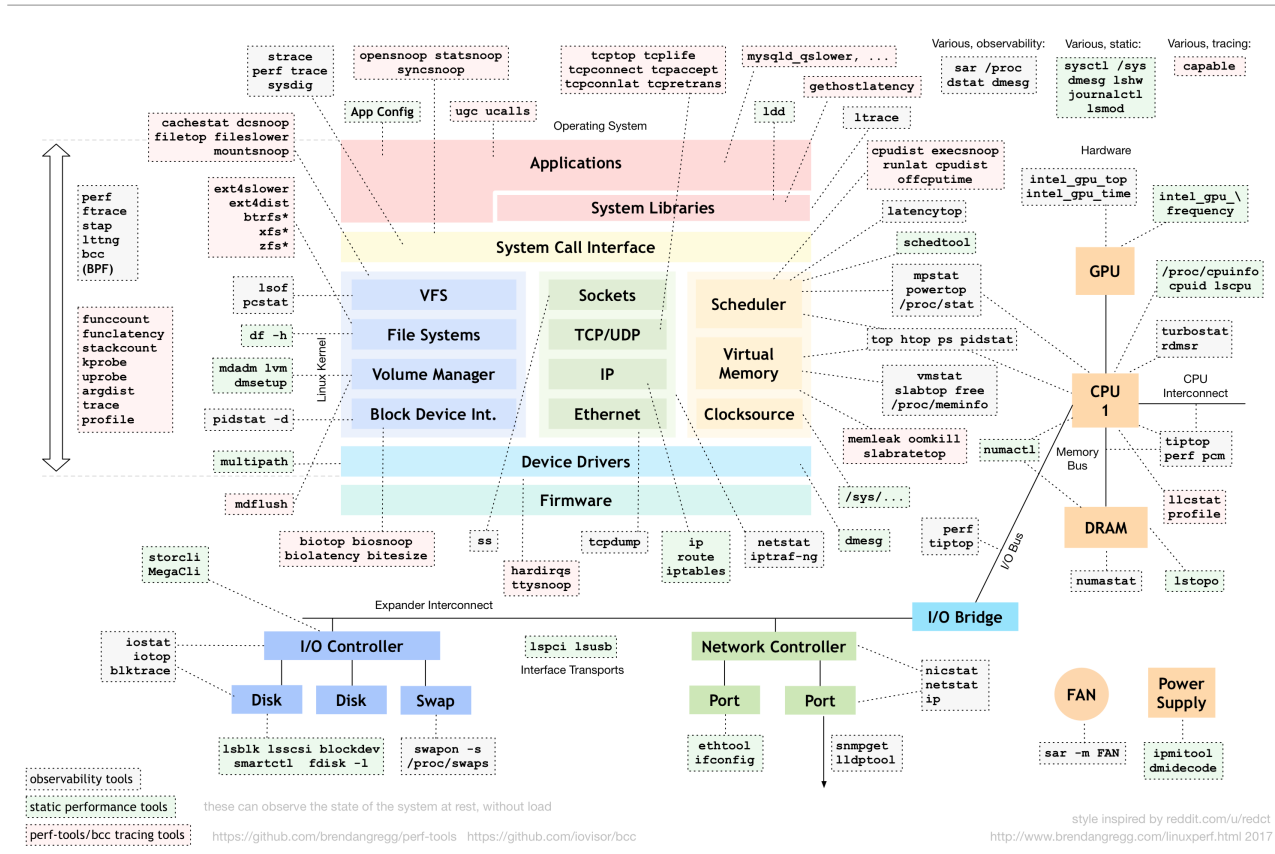 strace
perf trace
sysdig
opensnoop statsnoop
syncsnoop
tcptop tcplife
tcpconnect tcpaccept
tcpconnlat tcpretrans
mysqld_qslower, ...
gethostlatency
Various, observability:
sar /proc
dstat dmesg
Various, static:
sysctl /sys
dmesg lshw
journalctl
lsmod
Various, tracing:
capable
App Config
ugc ucalls
ldd
ltrace
Operating System
cachestat dcsnoop
filetop fileslower
mountsnoop
Applications
System Libraries
System Call Interface
cpudist execsnoop
runlat cpudist
offcputime
Hardware
intel_gpu_top
intel_gpu_time
intel_gpu_\
frequency
perf
ftrace
stap
lttng
bcc
(BPF)
ext4slower
ext4dist
btrfs*
xfs*
zfs*
latencytop
schedtool
GPU
lsof
pcstat
VFS
Sockets
Scheduler
mpstat
powertop
/proc/stat
/proc/cpuinfo
cpuid lscpu
funccount
funclatency
stackcount
kprobe
uprobe
argdist
trace
profile
df -h
File Systems
TCP/UDP
top htop ps pidstat
turbostat
rdmsr
Linux Kernel
mdadm lvm
dmsetup
Volume Manager
IP
Virtual
Memory
vmstat
slabtop free
/proc/meminfo
CPU
1
CPU
Interconnect
pidstat -d
Block Device Int.
Ethernet
Clocksource
memleak oomkill
slabratetop
numactl
Memory
Bus
tiptop
perf pcm
multipath
Device Drivers
mdflush
Firmware
/sys/...
llcstat
profile
DRAM
biotop biosnoop
biolatency bitesize
ss
hardirqs
ttysnoop
tcpdump
ip
route
iptables
netstat
iptraf-ng
dmesg
perf
tiptop
I/O Bus
numastat
lstopo
storcli
MegaCli
Expander Interconnect
I/O Bridge
iostat
iotop
blktrace
I/O Controller
lspci lsusb
Interface Transports
Network Controller
nicstat
netstat
ip
Disk
Disk
Swap
Port
Port
FAN
Power
Supply
lsblk lsscsi blockdev
smartctl fdisk -l
swapon -s
/proc/swaps
ethtool
ifconfig
snmpget
lldptool
sar -m FAN
ipmitool
dmidecode
observability tools
static performance tools
these can observe the state of the system at rest, without load
perf-tools/bcc tracing tools
https://github.com/brendangregg/perf-tools https://github.com/iovisor/bcc
style inspired by reddit.com/u/redct
http://www.brendangregg.com/linuxperf.html 2017